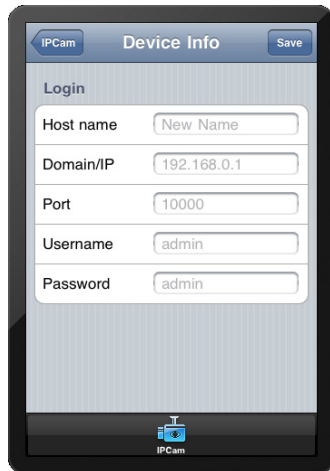 IPCam Device Info Save
Login
Host name New Name
Domain/IP 192.168.0.1
Port 10000
Username admin
Password admin
IPCam